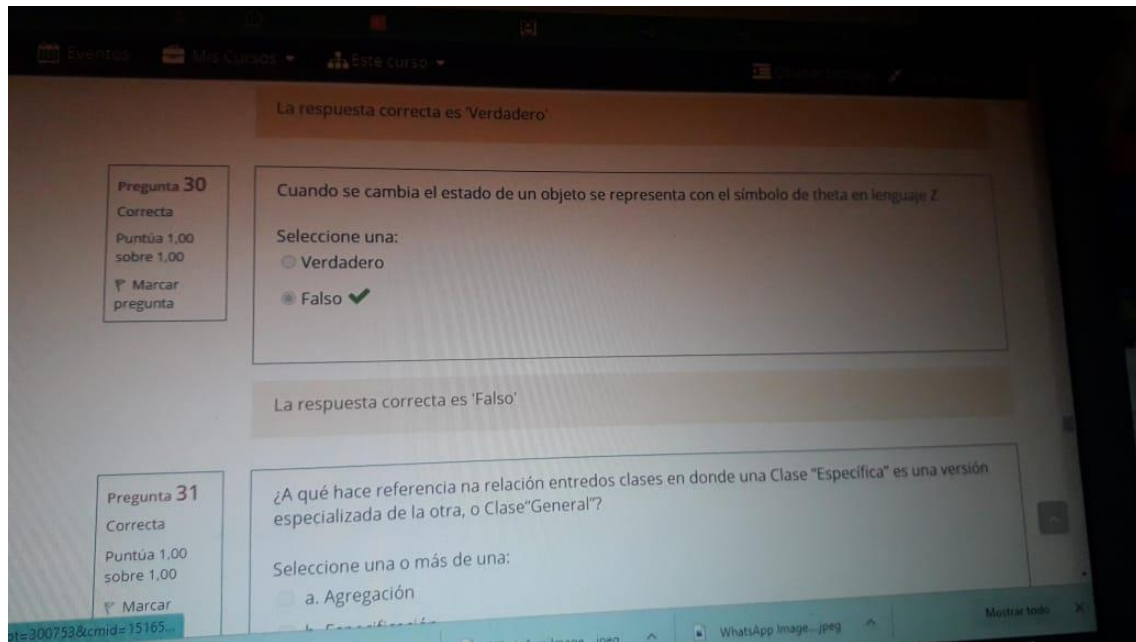 Eventos
Mis Cursos
Este curso
La respuesta correcta es 'Verdadero'
Pregunta 30
Correcta
Puntúa 1,00
sobre 1,00
Marcar
pregunta
Cuando se cambia el estado de un objeto se representa con el símbolo de theta en lenguaje Z
Seleccione una:
Verdadero
Falso
La respuesta correcta es 'Falso'
Pregunta 31
Correcta
Puntúa 1,00
sobre 1,00
Marcar
¿A qué hace referencia na relación entredos clases en donde una Clase "Específica" es una versión
especializada de la otra, o Clase"General"?
Seleccione una o más de una:
a. Agregación
pt=300753&cmid=15165...
WhatsApp Image...jpeg
Mostrar todo